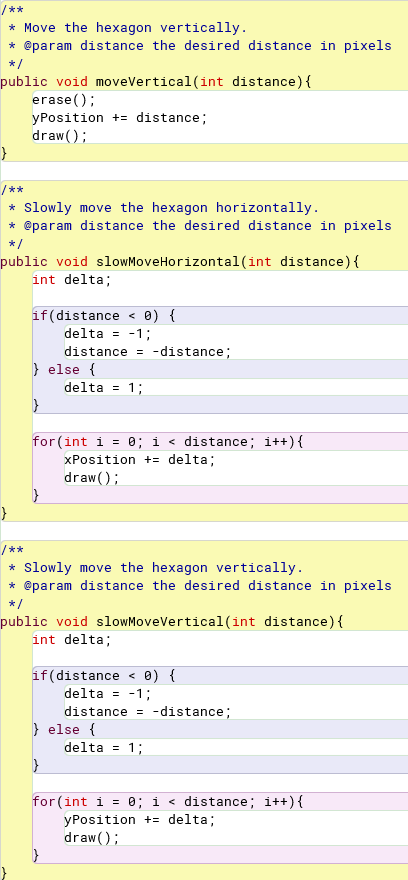 /**
 * Move the hexagon vertically.
 * @param distance the desired distance in pixels
 */
public void moveVertical(int distance){
    erase();
    yPosition += distance;
    draw();
}

/**
 * Slowly move the hexagon horizontally.
 * @param distance the desired distance in pixels
 */
public void slowMoveHorizontal(int distance){
    int delta;

    if(distance < 0) {
        delta = -1;
        distance = -distance;
    } else {
        delta = 1;
    }

    for(int i = 0; i < distance; i++){
        xPosition += delta;
        draw();
    }
}

/**
 * Slowly move the hexagon vertically.
 * @param distance the desired distance in pixels
 */
public void slowMoveVertical(int distance){
    int delta;

    if(distance < 0) {
        delta = -1;
        distance = -distance;
    } else {
        delta = 1;
    }

    for(int i = 0; i < distance; i++){
        yPosition += delta;
        draw();
    }
}